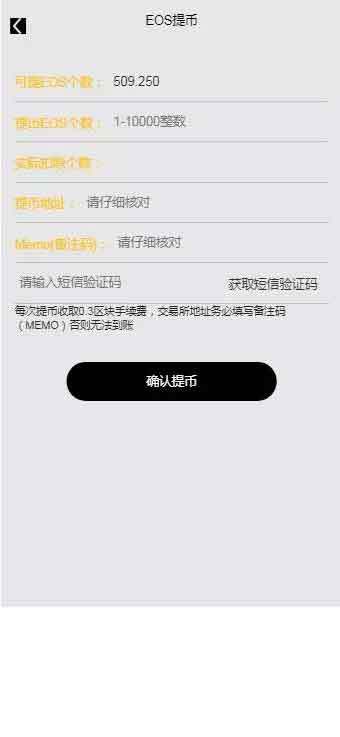 EOS提币
可提EOS个数： 509.250
提出EOS个数： 1-10000整数
实际扣除个数：
提币地址： 请仔细核对
Memo(备注码)： 请仔细核对
请输入短信验证码 获取短信验证码
每次提币收取0.3区块手续费，交易所地址务必填写备注码
（MEMO）否则无法到账
确认提币